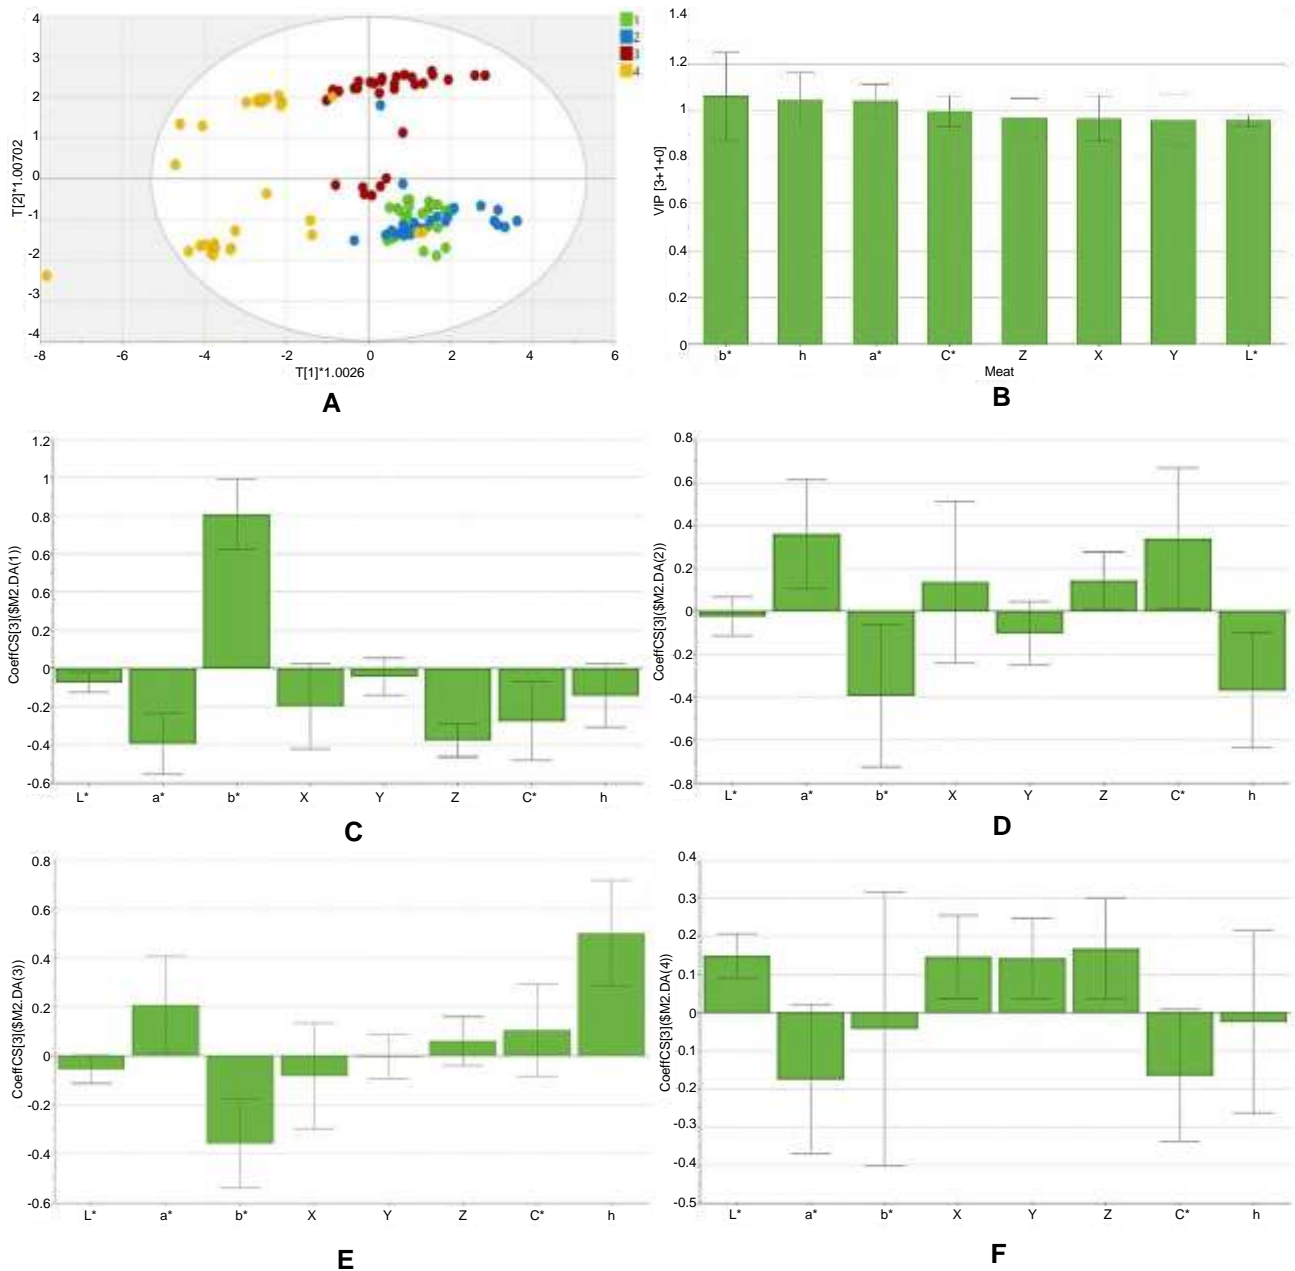 4
3
2
1
0
-1
-2
-3
-4
T[2]*1.00702
-8 -6 -4 -2 0 2 4 6
T[1]*1.0026
1
2
3
4
A
1.4
1.2
1
0.8
0.6
0.4
0.2
0
VIP [3+1+0]
b* h a* C* Z X Y L*
Meat
B
1.2
1
0.8
0.6
0.6
0.2
0
-0.2
-0.4
-0.6
CoeffCS[3]($M2.DA(1))
L* a* b* X Y Z C* h
C
0.8
0.6
0.4
0.2
0
-0.2
-0.4
-0.6
-0.8
CoeffCS[3]($M2.DA(2))
L* a* b* X Y Z C* h
D
0.8
0.6
0.4
0.2
0
-0.2
-0.4
-0.6
CoeffCS[3]($M2.DA(3))
L* a* b* X Y Z C* h
E
0.4
0.3
0.2
0.1
0
0.1
0.2
-0.3
-0.4
-0.5
CoeffCS[3]($M2.DA(4))
L* a* b* X Y Z C* h
F